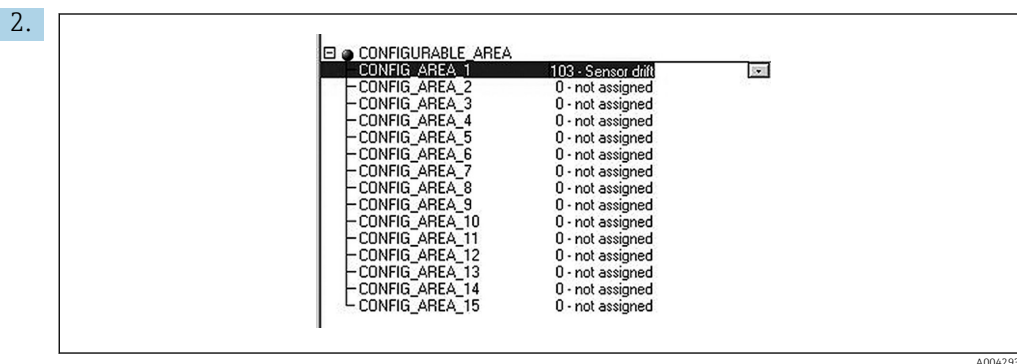 2.
CONFIGURABLE_AREA
CONFIG_AREA_1 103 - Sensor drift
CONFIG_AREA_2 0 - not assigned
CONFIG_AREA_3 0 - not assigned
CONFIG_AREA_4 0 - not assigned
CONFIG_AREA_5 0 - not assigned
CONFIG_AREA_6 0 - not assigned
CONFIG_AREA_7 0 - not assigned
CONFIG_AREA_8 0 - not assigned
CONFIG_AREA_9 0 - not assigned
CONFIG_AREA_10 0 - not assigned
CONFIG_AREA_11 0 - not assigned
CONFIG_AREA_12 0 - not assigned
CONFIG_AREA_13 0 - not assigned
CONFIG_AREA_14 0 - not assigned
CONFIG_AREA_15 0 - not assigned